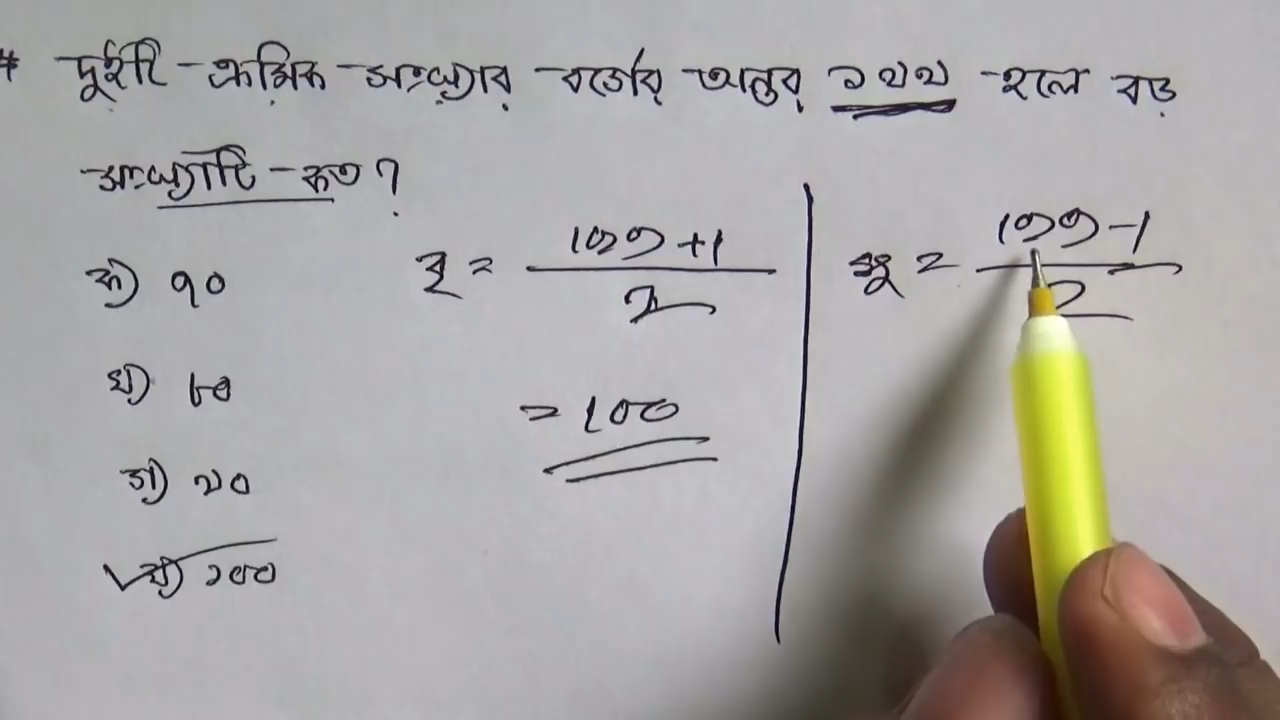 # দুইটি ক্রমিক সংখ্যার বর্গের অন্তর ১৯৯ হলে বড়
সংখ্যাটি কত ?
ক) ৭০
খ) ৮০
গ) ৯০
ঘ) ১০০
বৃ = 199 + 1
2
= 100
ক্ষু = 199 - 1
2